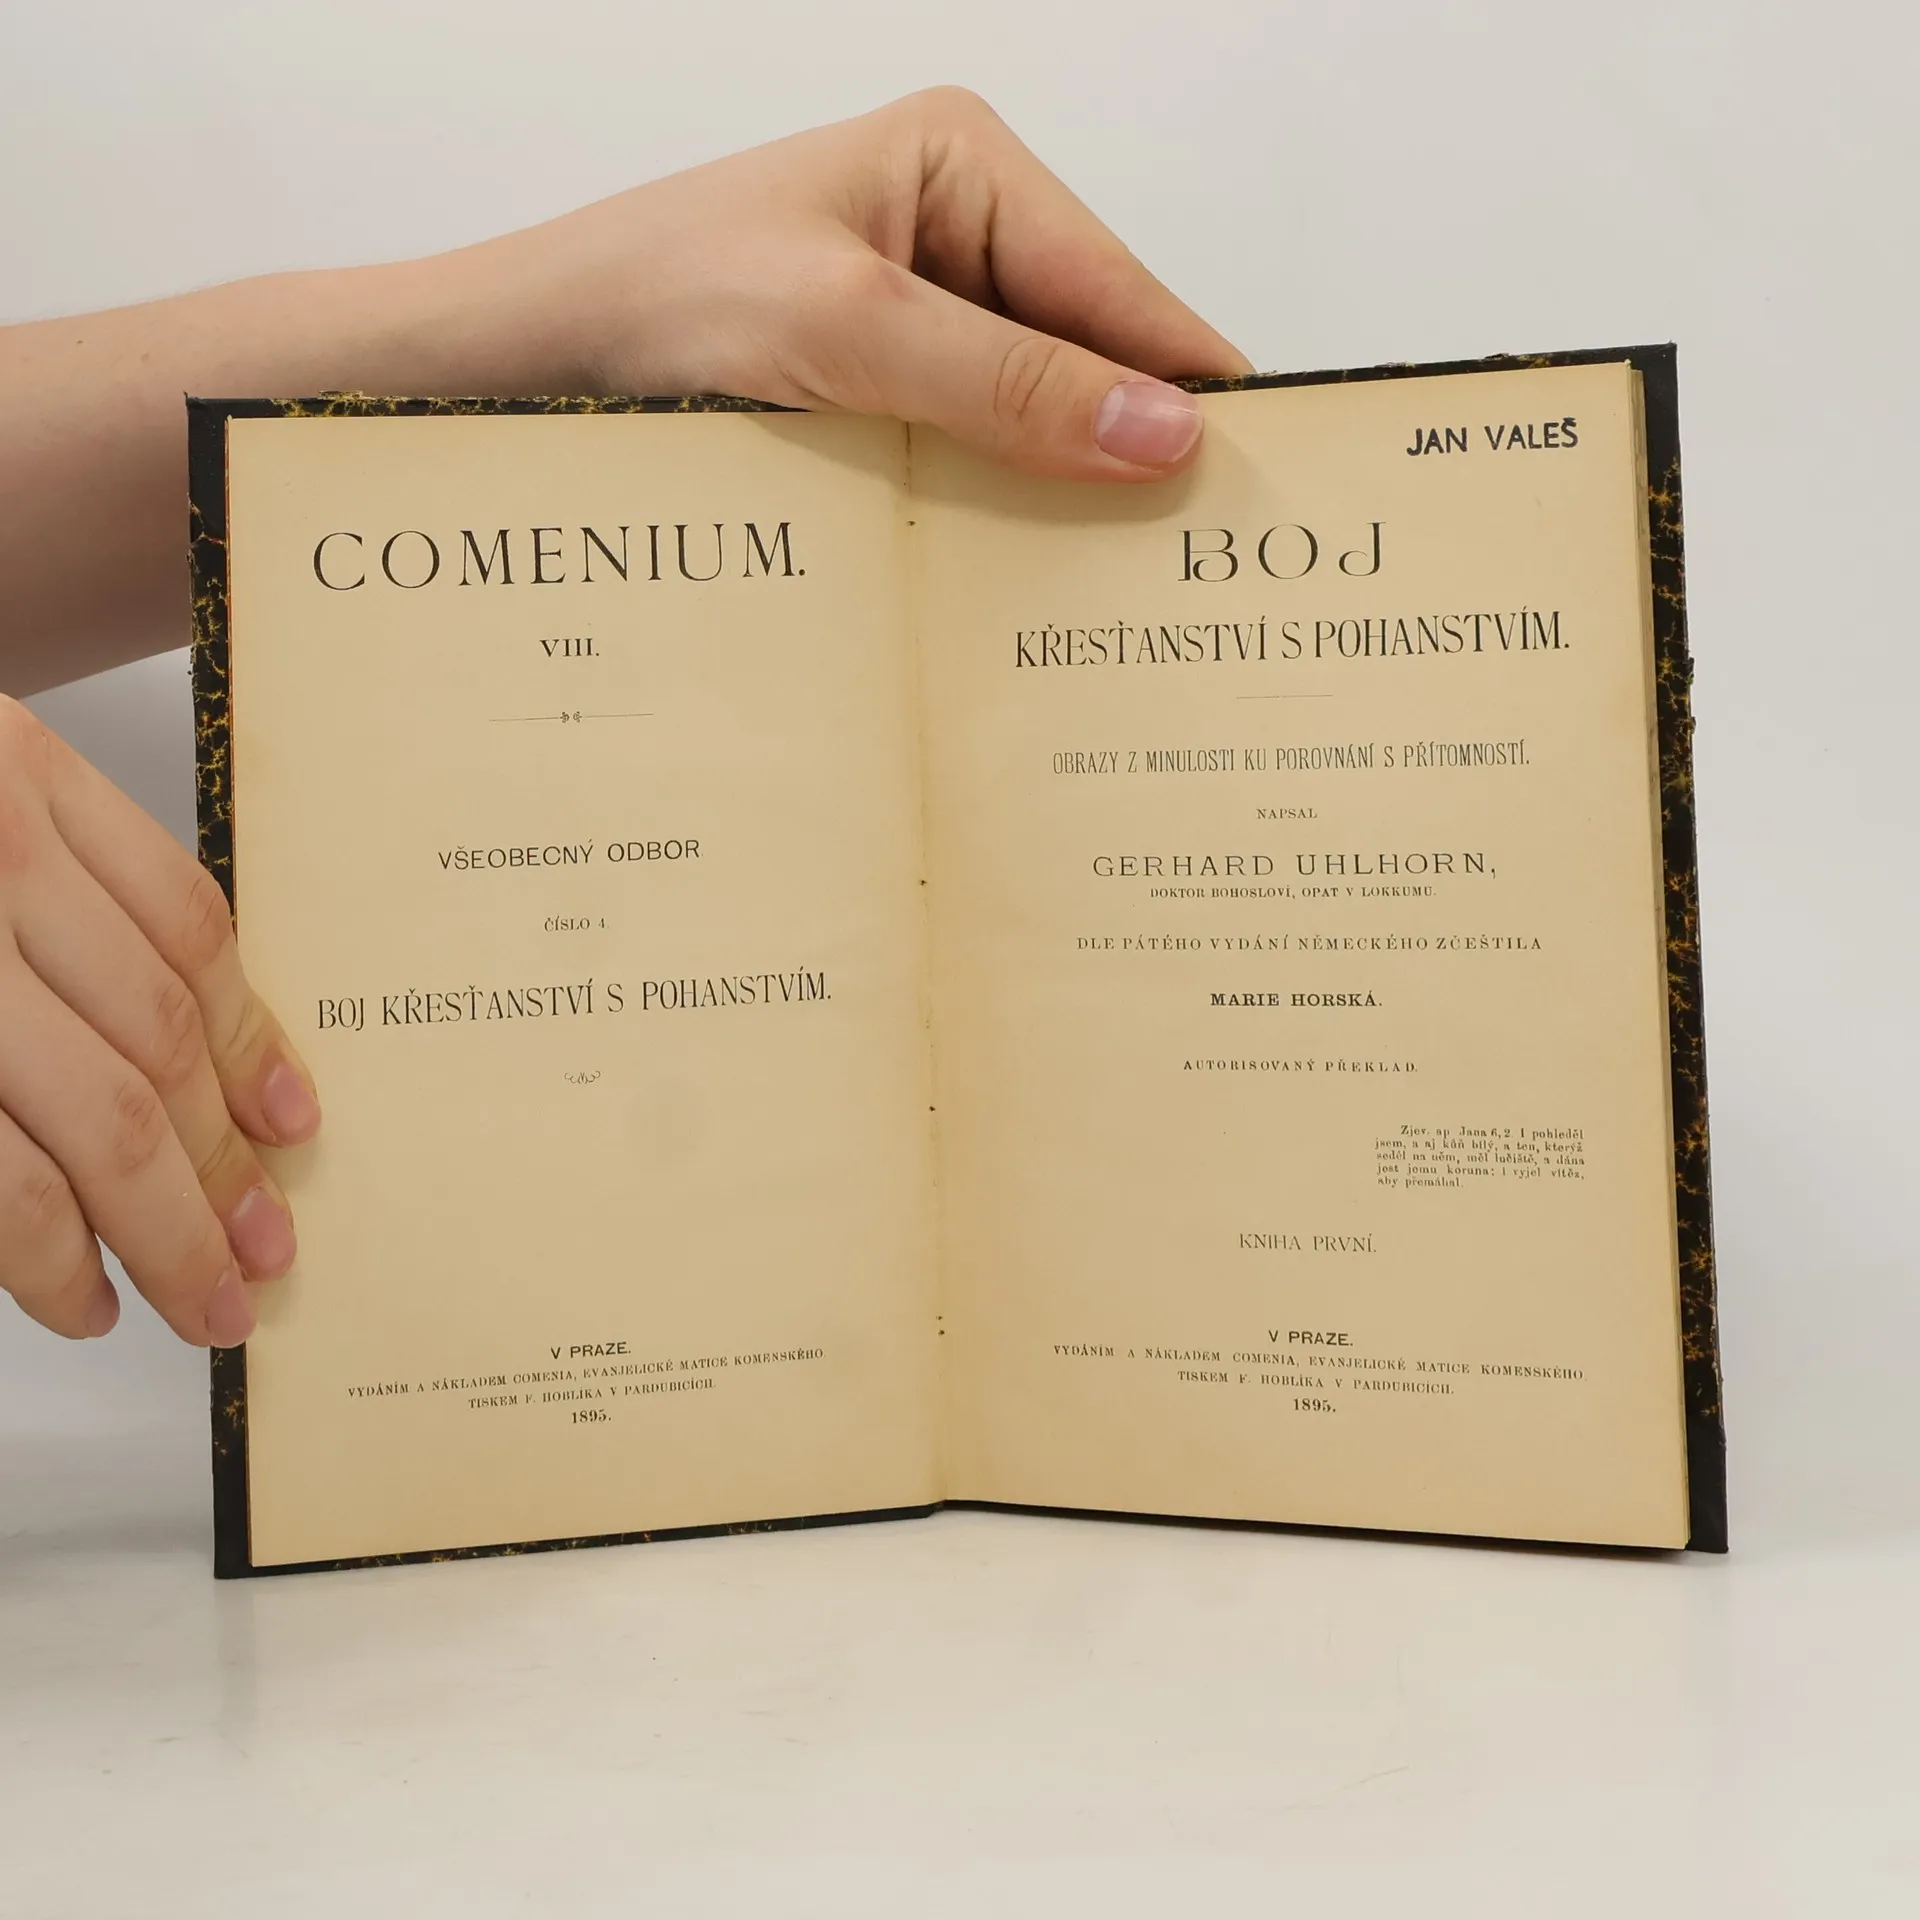 COMENIUM.
VIII.
VŠEOBECNÝ ODBOR.
ČÍSLO 4.
BOJ KŘESŤANSTVÍ S POHANSTVÍM.
V PRAZE.
VYDÁNÍM A NÁKLADEM COMENIA, EVANJELICKÉ MATICE KOMENSKÉHO.
TISKEM F. HOBLÍKA V PARDUBICÍCH.
1895.
JAN VALEŠ
BOJ
KŘESŤANSTVÍ S POHANSTVÍM.
OBRAZY Z MINULOSTI KU POROVNÁNÍ S PŘÍTOMNOSTÍ.
NAPSAL
GERHARD UHLHORN,
DOKTOR BOHOSLOVÍ, OPAT V LOKKUMU.
DLE PÁTÉHO VYDÁNÍ NĚMECKÉHO ZČEŠTILA
MARIE HORSKÁ.
AUTORISOVANÝ PŘEKLAD.
Zjev. ap. Jana 6, 2. I pohleděl
jsem, a aj kůň bílý, a ten, kterýž
seděl na něm, měl lučiště, a dána
jest jemu koruna; i vyjel vítěz,
aby přemáhal.
KNIHA PRVNÍ.
V PRAZE.
VYDÁNÍM A NÁKLADEM COMENIA, EVANJELICKÉ MATICE KOMENSKÉHO.
TISKEM F. HOBLÍKA V PARDUBICÍCH.
1895.